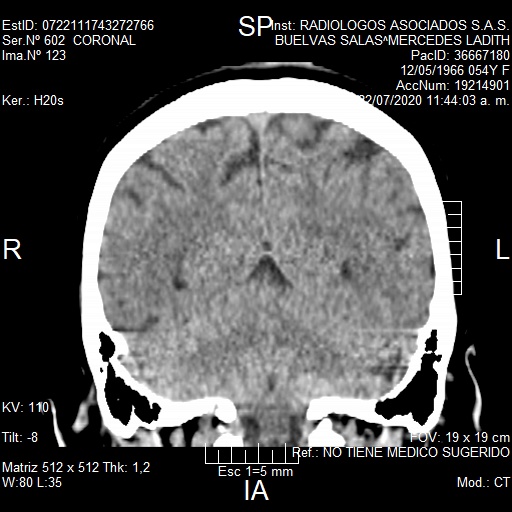 EstID: 0722111743272766
Ser.Nº 602 CORONAL
Ima.Nº 123
Ker.: H20s
SP
Inst: RADIOLOGOS ASOCIADOS S.A.S.
BUELVAS SALAS^MERCEDES LADITH
PacID: 36667180
12/05/1966 054Y F
AccNum: 19214901
22/07/2020 11:44:03 a. m.
R
L
KV: 110
Tilt: -8
Matriz 512 x 512 Thk: 1,2
W:80 L:35
Esc 1=5 mm
IA
FOV: 19 x 19 cm
Ref.: NO TIENE MEDICO SUGERIDO
Mod.: CT